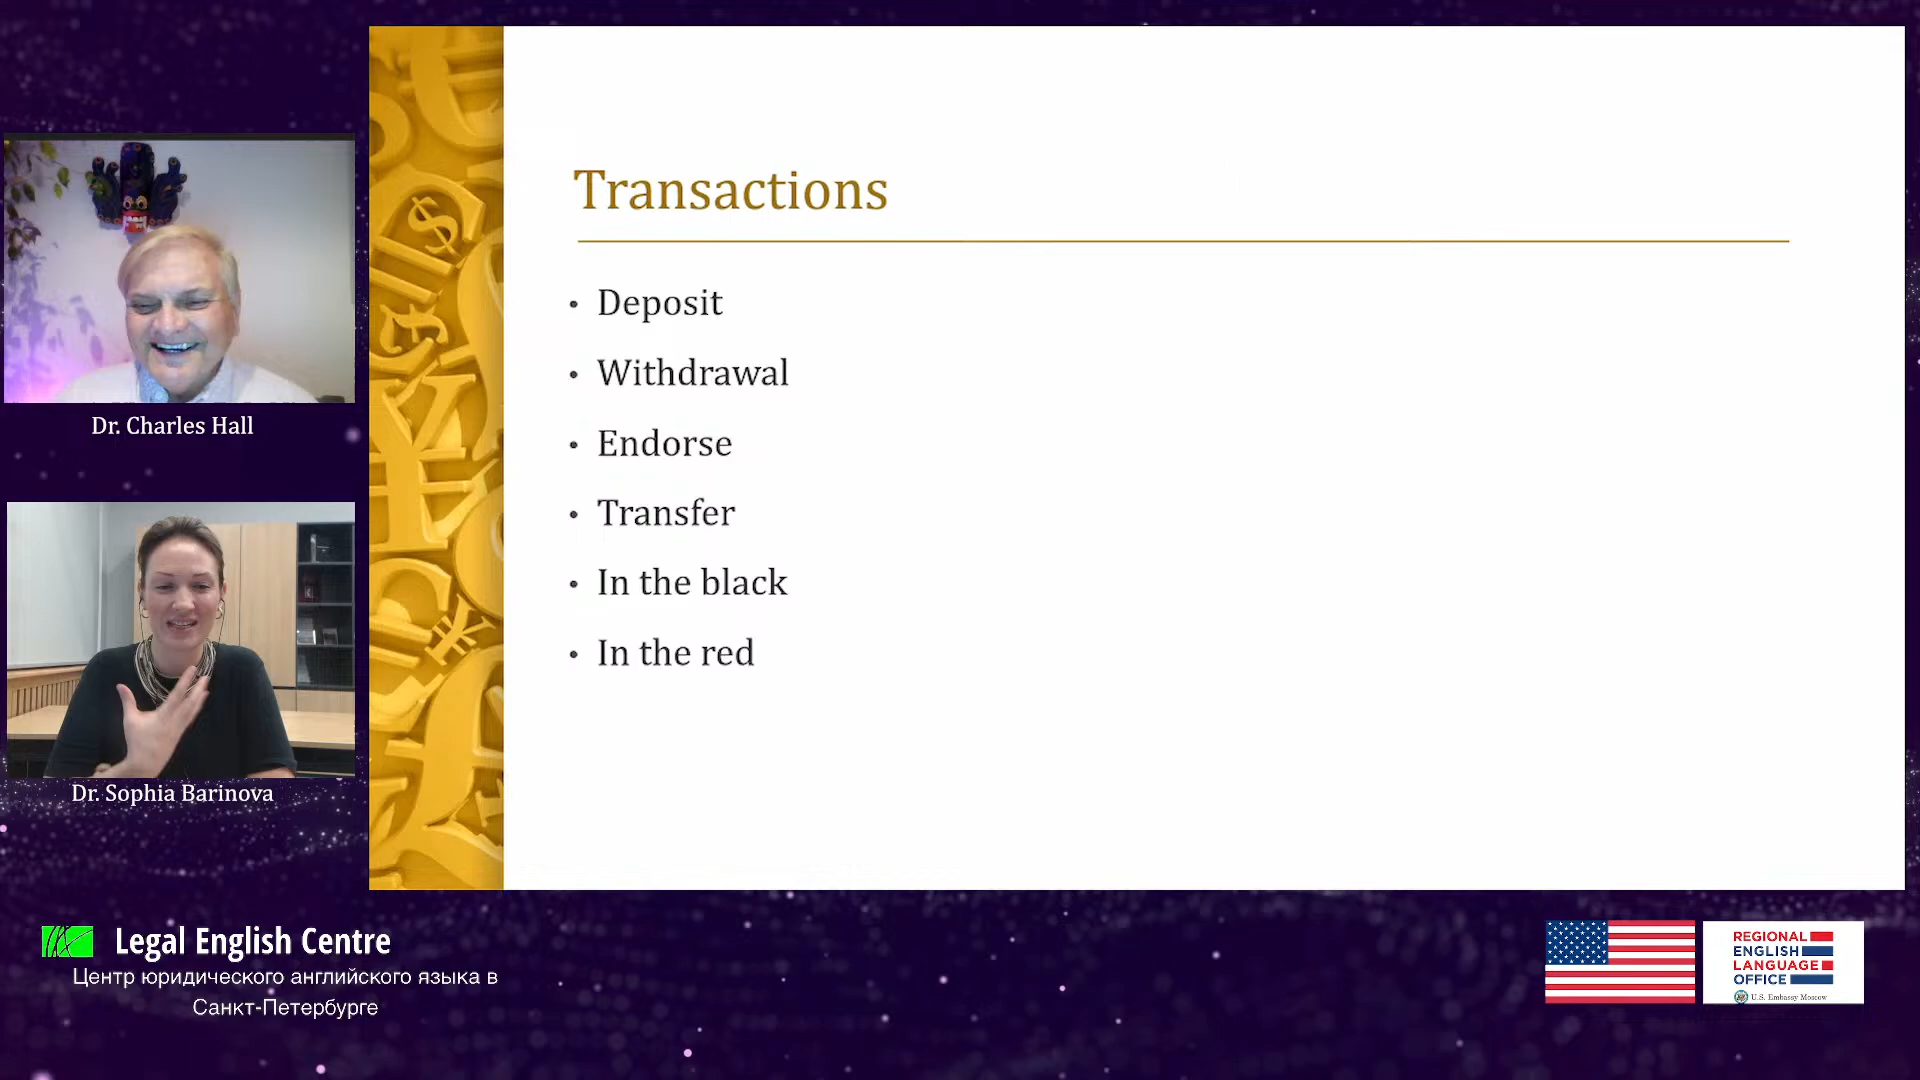 Dr. Charles Hall
Dr. Sophia Barinova
Transactions
• Deposit
• Withdrawal
• Endorse
• Transfer
• In the black
• In the red
Legal English Centre
Центр юридического английского языка в
Санкт-Петербурге
REGIONAL
ENGLISH
LANGUAGE
OFFICE
U.S. Embassy Moscow